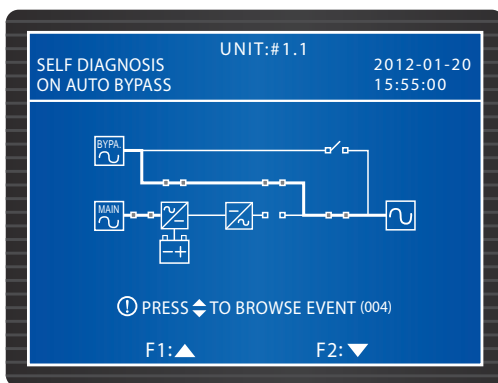 UNIT:#1.1
SELF DIAGNOSIS
ON AUTO BYPASS
2012-01-20
15:55:00
BYPA.
MAIN
PRESS TO BROWSE EVENT (004)
F1:
F2: